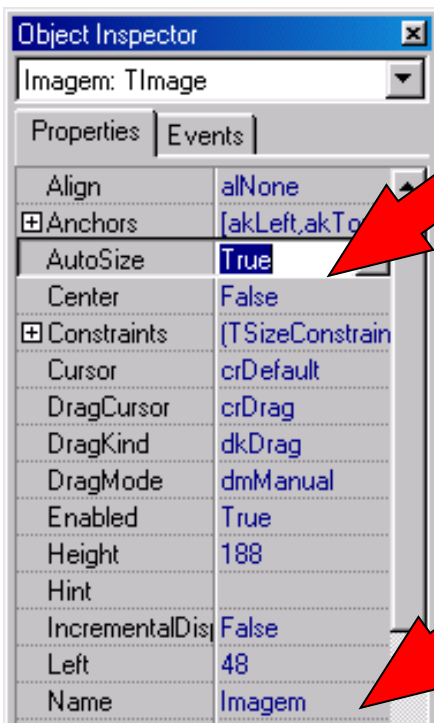 Object Inspector
Imagem: TImage
Properties Events
Align alNone
Anchors [akLeft,akTo
AutoSize True
Center False
Constraints (TSizeConstrain
Cursor crDefault
DragCursor crDrag
DragKind dkDrag
DragMode dmManual
Enabled True
Height 188
Hint
IncrementalDisp False
Left 48
Name Imagem